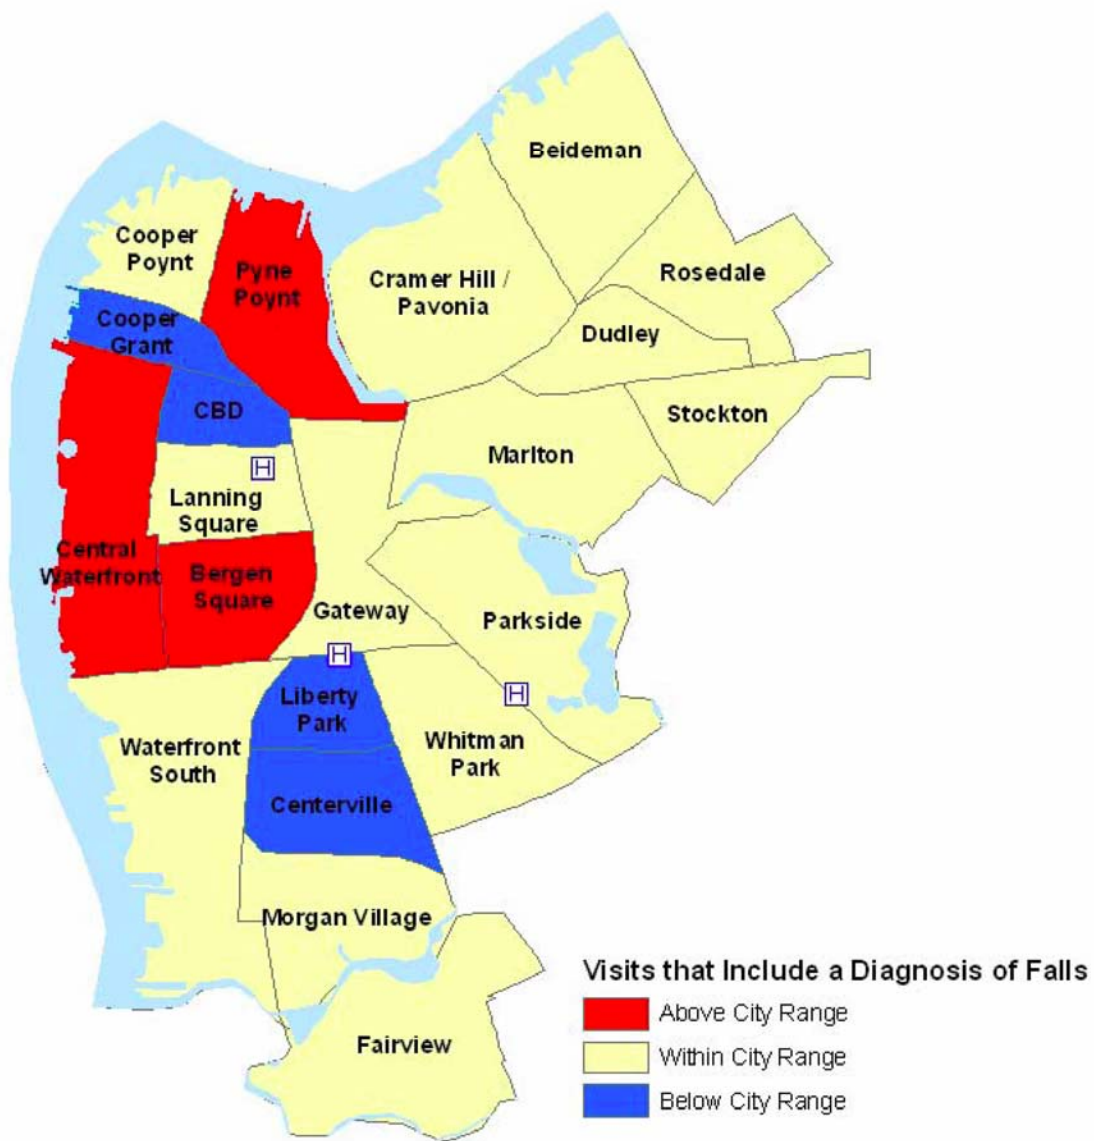 Beideman
Cooper
Poynt
Pyne
Poynt
Cramer Hill /
Pavonia
Rosedale
Cooper
Grant
Dudley
CBD
Stockton
Marlton
H
Lanning
Square
Central
Waterfront
Bergen
Square
Gateway
Parkside
H
Liberty
Park
H
Waterfront
South
Whitman
Park
Centerville
Morgan Village
Fairview
Visits that Include a Diagnosis of Falls
Above City Range
Within City Range
Below City Range